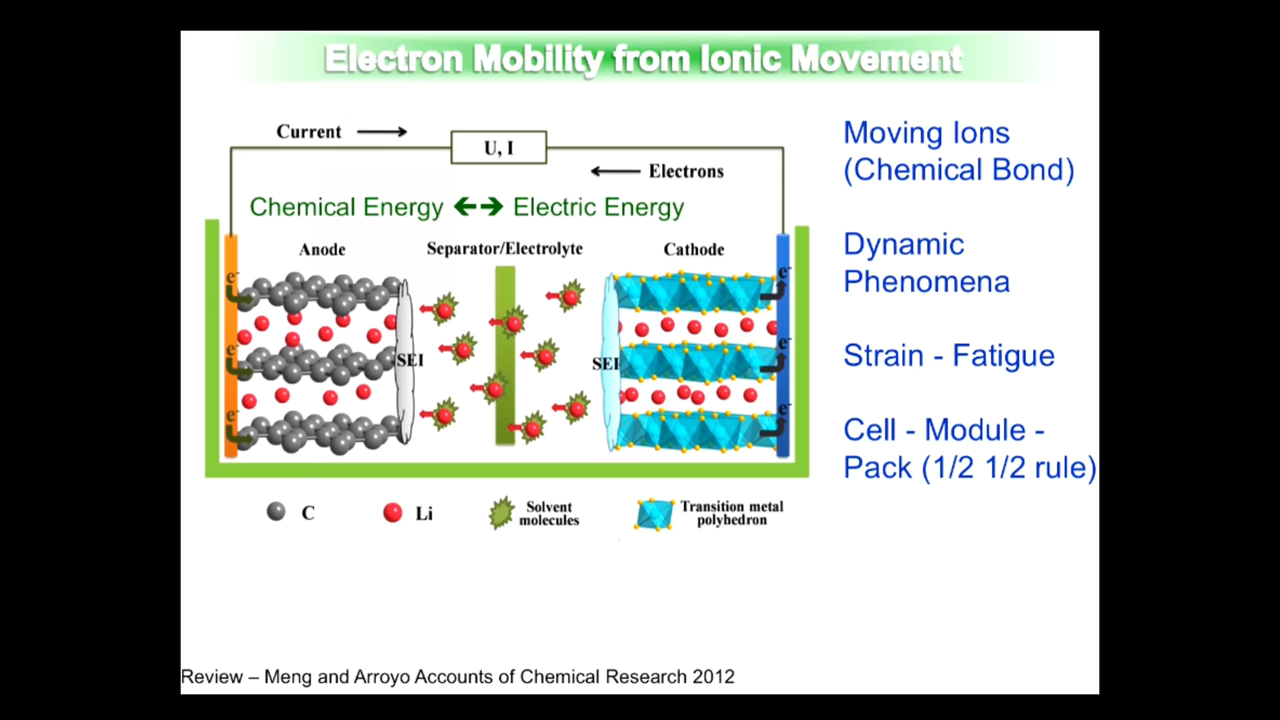 Electron Mobility from Ionic Movement
Current
U, I
Electrons
Chemical Energy ↔ Electric Energy
Anode
Separator/Electrolyte
Cathode
e-
e-
e-
SEI
SEI
e-
e-
e-
C
Li
Solvent
molecules
Transition metal
polyhedron
Moving Ions
(Chemical Bond)
Dynamic
Phenomena
Strain - Fatigue
Cell - Module -
Pack (1/2 1/2 rule)
Review – Meng and Arroyo Accounts of Chemical Research 2012